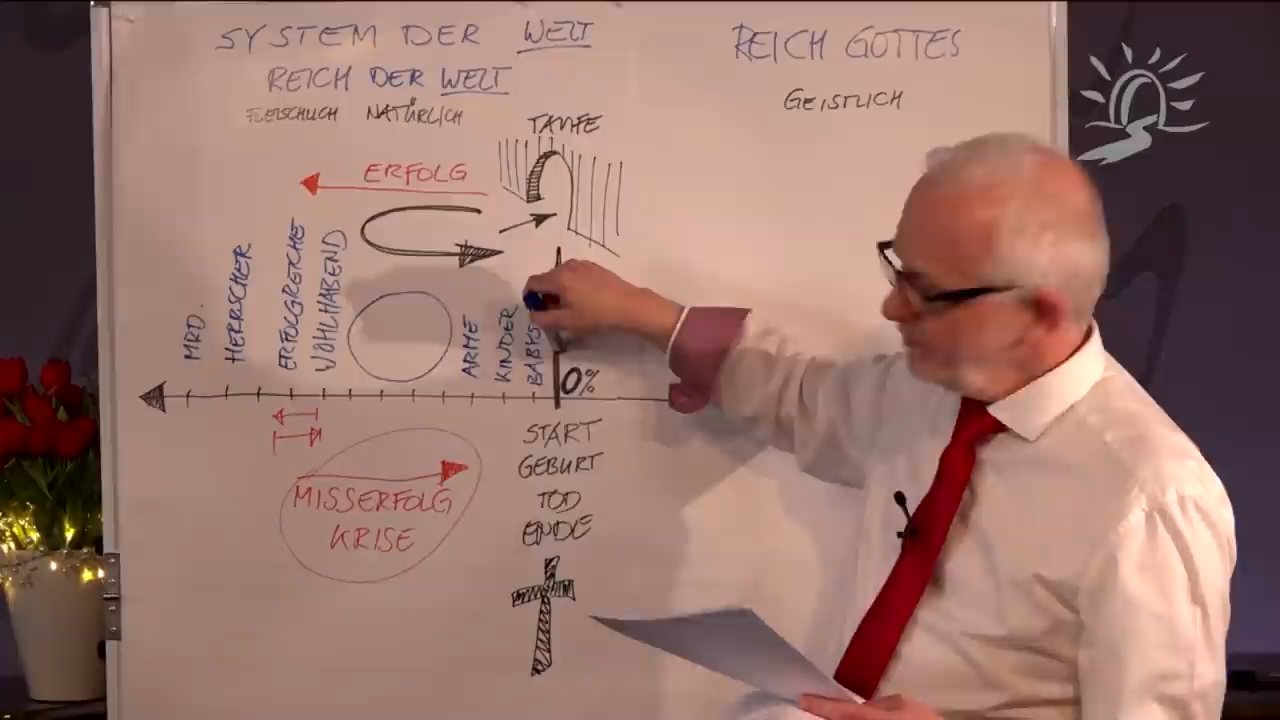 SYSTEM DER WELT
REICH DER WELT
FLEISCHLICH NATÜRLICH
REICH GOTTES
GEISTLICH
TAUFE
ERFOLG
MRD.
HERRSCHER
ERFOLGREICHE
WOHLHABEND
ARME
KINDER
BABYS
0%
START
GEBURT
TOD
ENDE
MISSERFOLG
KRISE